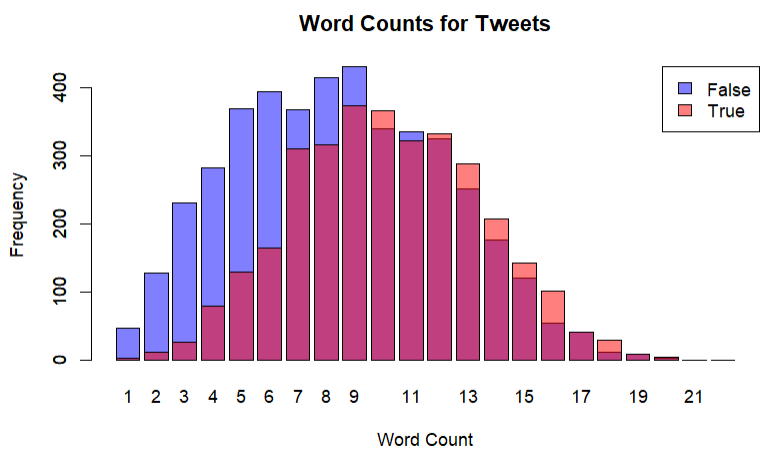 Word Counts for Tweets
False
True
400
300
200
100
0
Frequency
1 2 3 4 5 6 7 8 9 11 13 15 17 19 21
Word Count